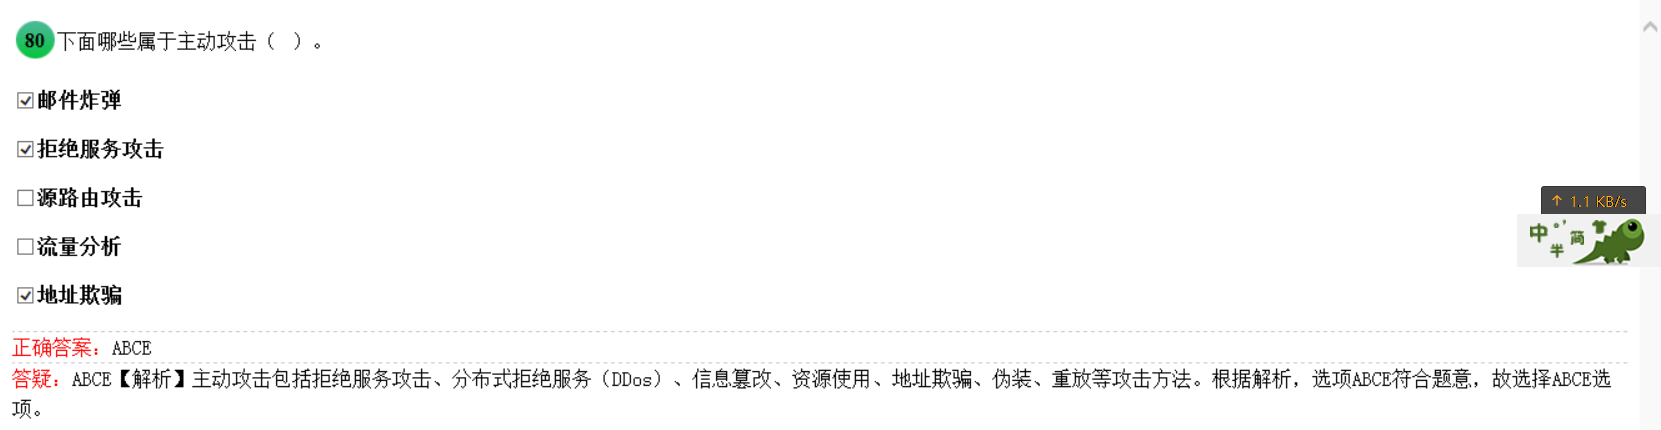 80 下面哪些属于主动攻击（ ）。
邮件炸弹
拒绝服务攻击
源路由攻击
流量分析
地址欺骗
↑ 1.1 KB/s
中 °' 半 简
正确答案：ABCE
答疑：ABCE【解析】主动攻击包括拒绝服务攻击、分布式拒绝服务（DDos）、信息篡改、资源使用、地址欺骗、伪装、重放等攻击方法。根据解析，选项ABCE符合题意，故选择ABCE选
项。